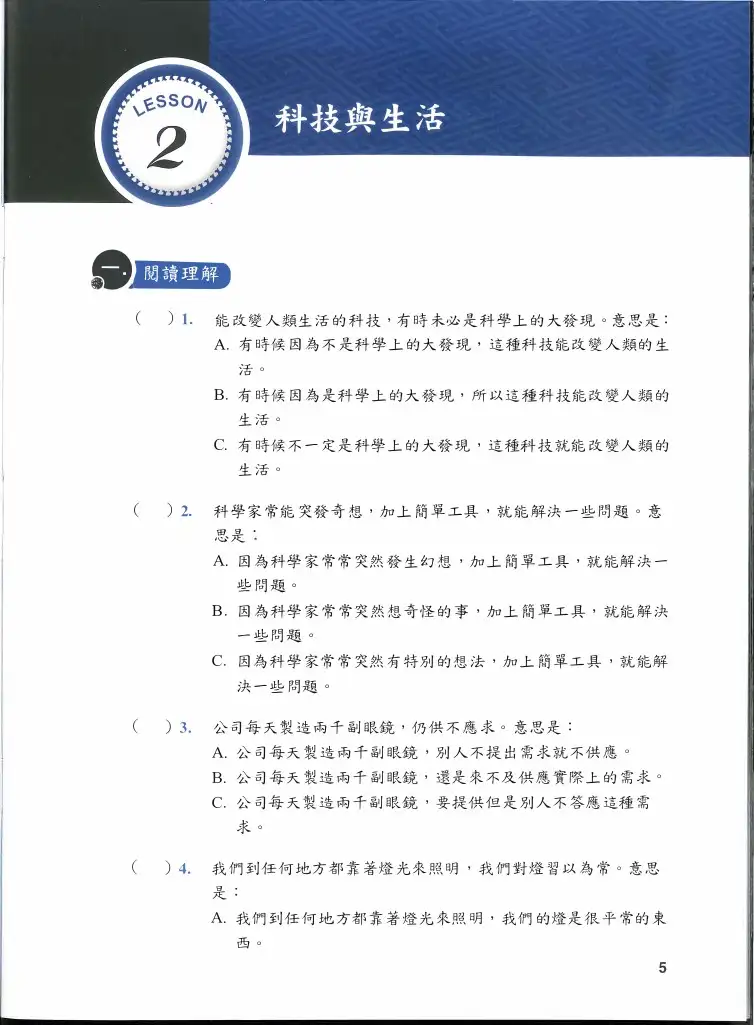 LESSON
2
科技與生活
一.
閱讀理解
(　) 1. 能改變人類生活的科技，有時未必是科學上的大發現。意思是：
A. 有時候因為不是科學上的大發現，這種科技能改變人類的生
活。
B. 有時候因為是科學上的大發現，所以這種科技能改變人類的
生活。
C. 有時候不一定是科學上的大發現，這種科技就能改變人類的
生活。
(　) 2. 科學家常能突發奇想，加上簡單工具，就能解決一些問題。意
思是：
A. 因為科學家常常突然發生幻想，加上簡單工具，就能解決一
些問題。
B. 因為科學家常常突然想奇怪的事，加上簡單工具，就能解決
一些問題。
C. 因為科學家常常突然有特別的想法，加上簡單工具，就能解
決一些問題。
(　) 3. 公司每天製造兩千副眼鏡，仍供不應求。意思是：
A. 公司每天製造兩千副眼鏡，別人不提出需求就不供應。
B. 公司每天製造兩千副眼鏡，還是來不及供應實際上的需求。
C. 公司每天製造兩千副眼鏡，要提供但是別人不答應這種需
求。
(　) 4. 我們到任何地方都靠著燈光來照明，我們對燈習以為常。意思
是：
A. 我們到任何地方都靠著燈光來照明，我們的燈是很平常的東
西。
5